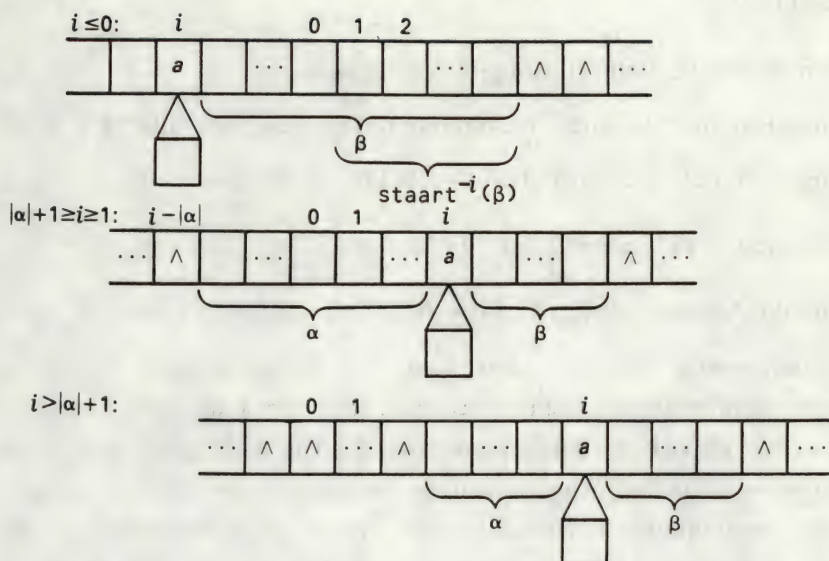 i ≤0: i 0 1 2
a ··· ··· ∧ ∧
β
staart⁻ⁱ(β)
|α|+1≥i≥1: i−|α| 0 1 i
··· ∧ ··· ··· a ··· ∧ ···
α β
i>|α|+1: 0 1 i
··· ∧ ∧ ··· ∧ ··· a ··· ∧ ···
α β